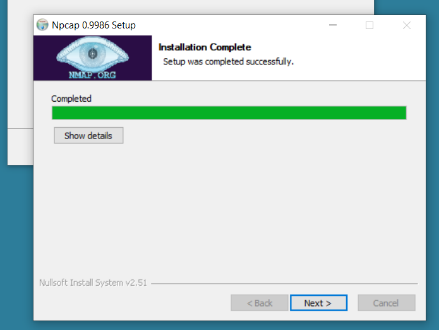 Npcap 0.9986 Setup
NMAP.ORG
Installation Complete
Setup was completed successfully.
Completed
Show details
Nullsoft Install System v2.51
< Back
Next >
Cancel